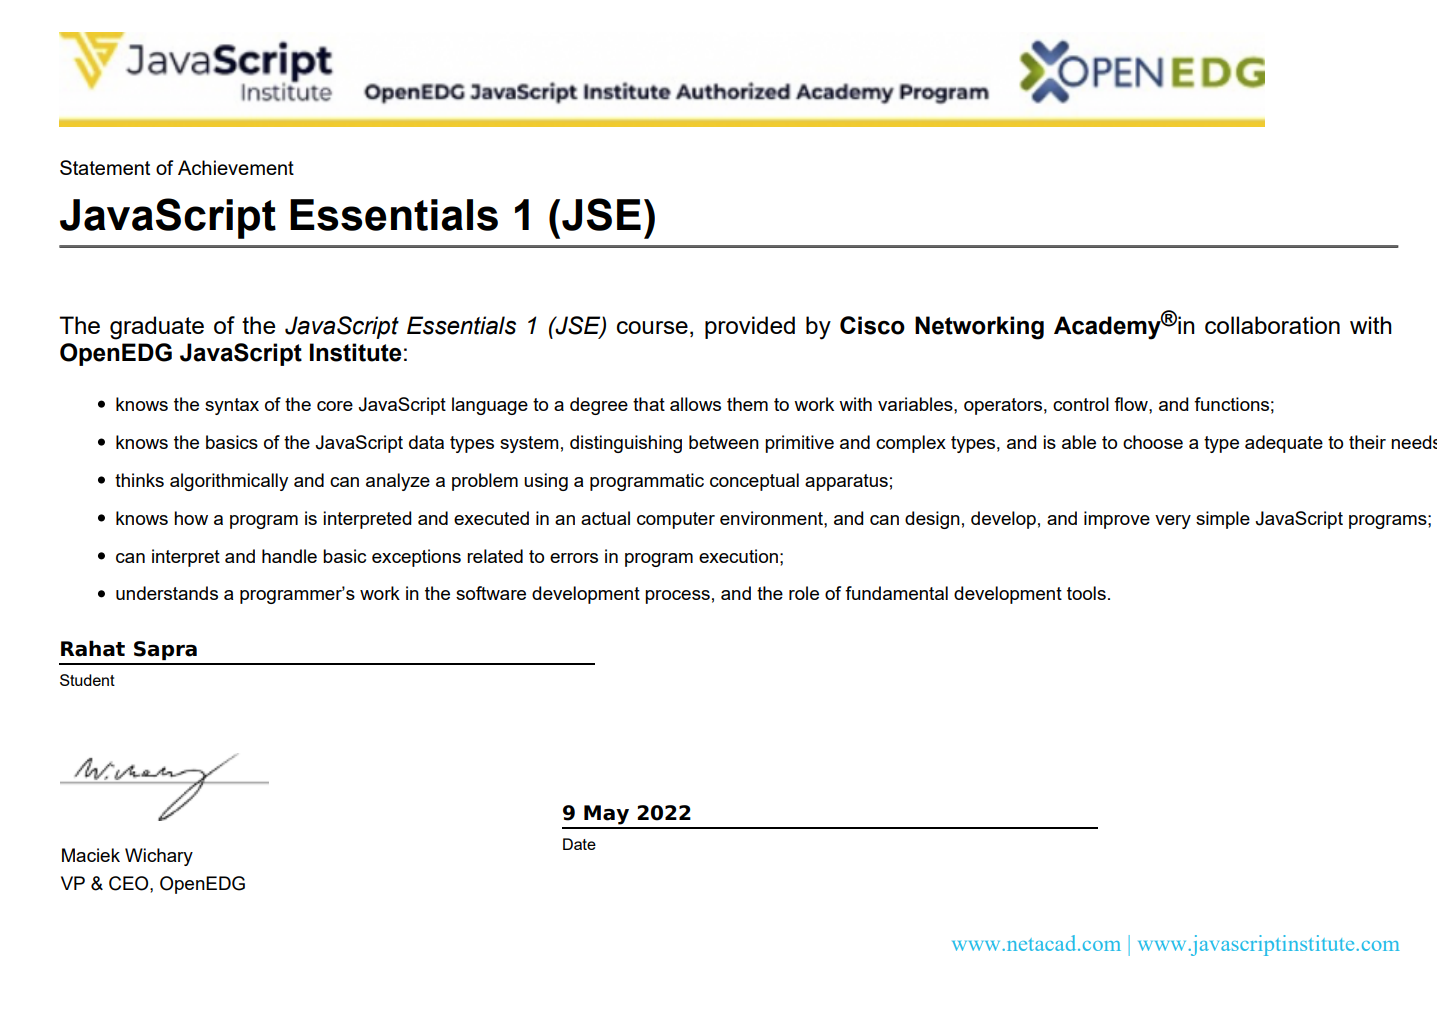 JavaScript
Institute
OpenEDG JavaScript Institute Authorized Academy Program
OPENEDG
Statement of Achievement
JavaScript Essentials 1 (JSE)
The graduate of the JavaScript Essentials 1 (JSE) course, provided by Cisco Networking Academy®in collaboration with
OpenEDG JavaScript Institute:
• knows the syntax of the core JavaScript language to a degree that allows them to work with variables, operators, control flow, and functions;
• knows the basics of the JavaScript data types system, distinguishing between primitive and complex types, and is able to choose a type adequate to their needs
• thinks algorithmically and can analyze a problem using a programmatic conceptual apparatus;
• knows how a program is interpreted and executed in an actual computer environment, and can design, develop, and improve very simple JavaScript programs;
• can interpret and handle basic exceptions related to errors in program execution;
• understands a programmer’s work in the software development process, and the role of fundamental development tools.
Rahat Sapra
Student
W. Wichary
9 May 2022
Date
Maciek Wichary
VP & CEO, OpenEDG
www.netacad.com | www.javascriptinstitute.com